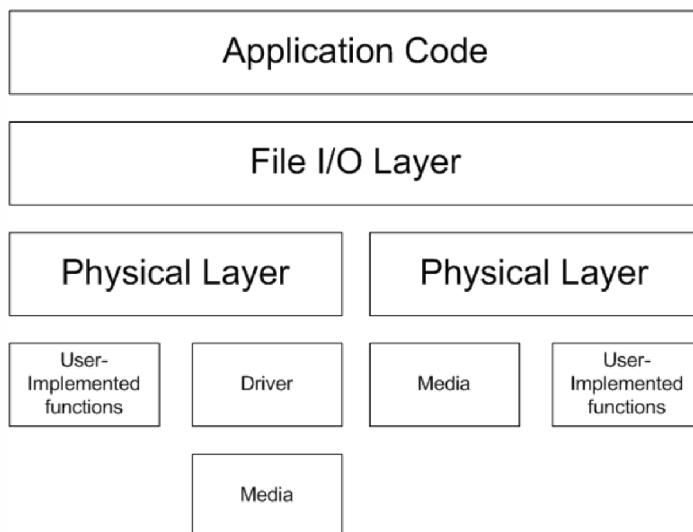 Application Code
File I/O Layer
Physical Layer
Physical Layer
User-
Implemented
functions
Driver
Media
User-
Implemented
functions
Media